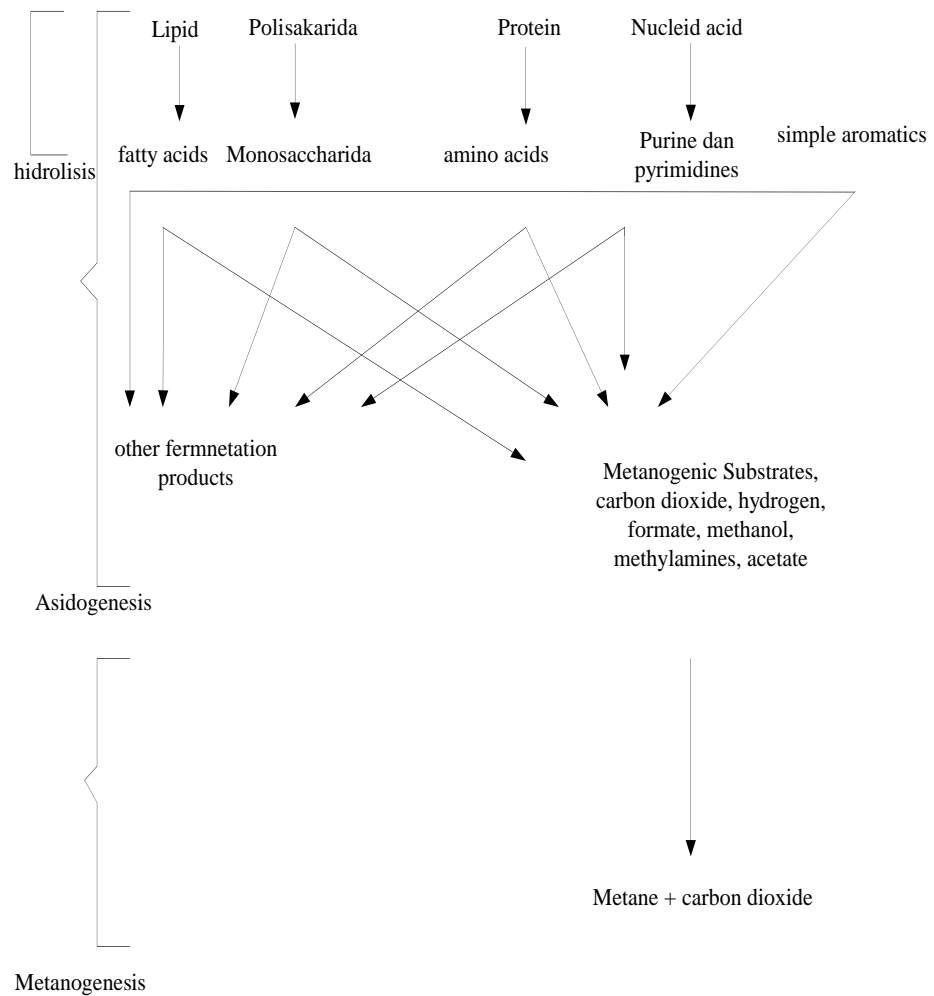 Lipid
Polisakarida
Protein
Nucleid acid
fatty acids
Monosaccharida
amino acids
Purine dan
pyrimidines
simple aromatics
hidrolisis
other fermnetation
products
Metanogenic Substrates,
carbon dioxide, hydrogen,
formate, methanol,
methylamines, acetate
Asidogenesis
Metane + carbon dioxide
Metanogenesis